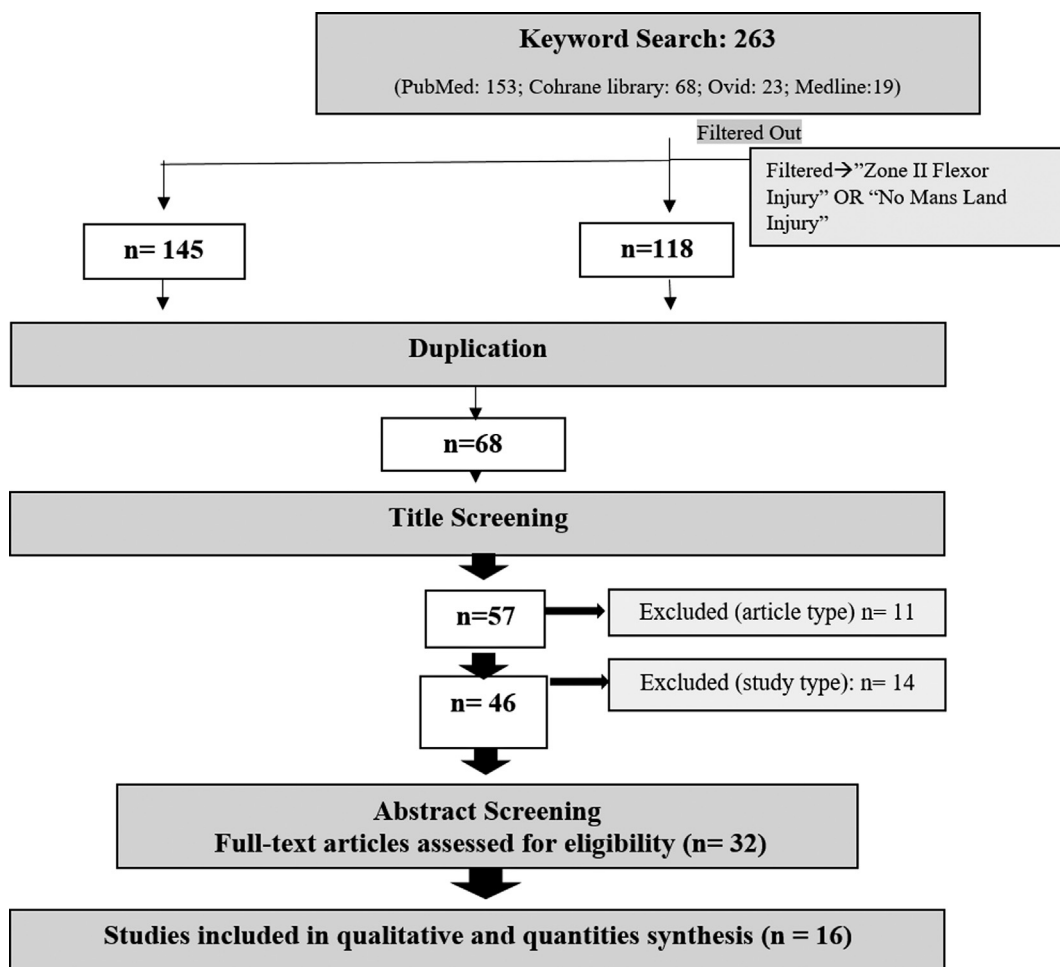 Keyword Search: 263
(PubMed: 153; Cochrane library: 68; Ovid: 23; Medline:19)
Filtered Out
Filtered→”Zone II Flexor
Injury” OR “No Mans Land
Injury”
n= 145
n=118
Duplication
n=68
Title Screening
n=57
Excluded (article type) n= 11
n= 46
Excluded (study type): n= 14
Abstract Screening
Full-text articles assessed for eligibility (n= 32)
Studies included in qualitative and quantities synthesis (n = 16)